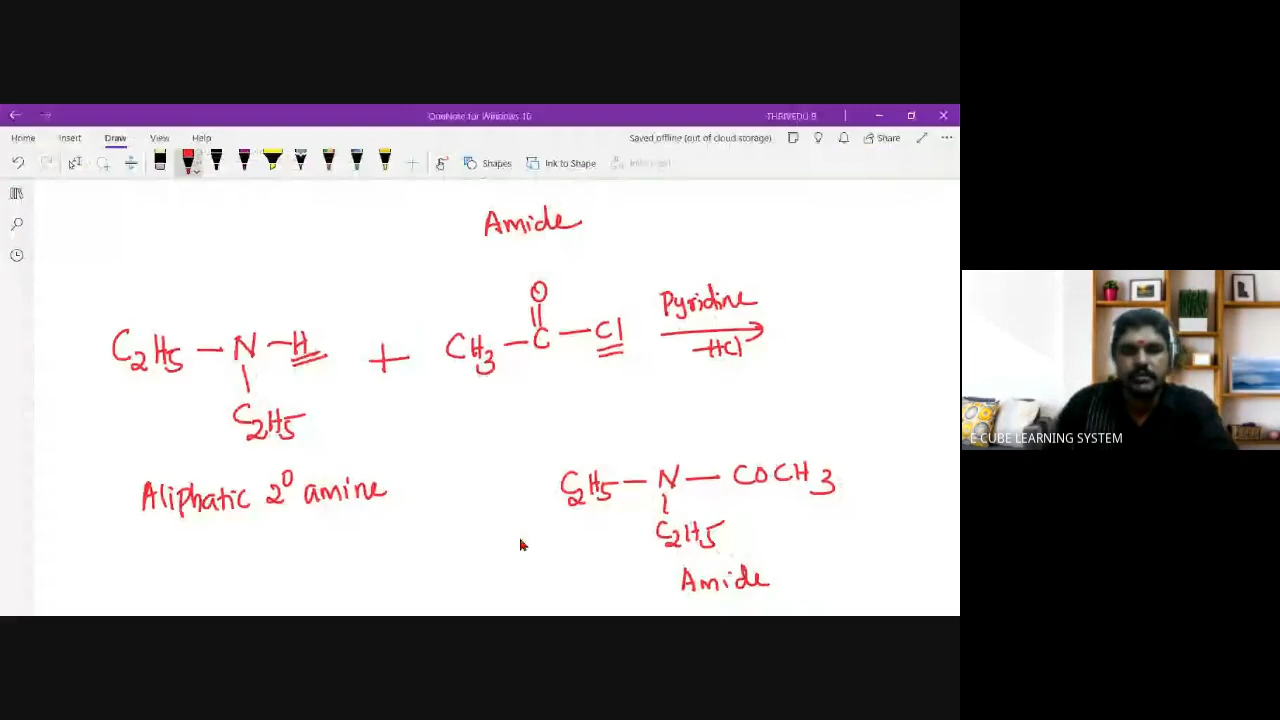 OneNote for Windows 10
THRIVEDU B
Home Insert Draw View Help
Saved offline (out of cloud storage)
Share
Shapes
Ink to Shape
Amide
O
||
C2H5 — N — H + CH3 — C — Cl Pyridine
-HCl
C2H5
Aliphatic 2° amine
C2H5 — N — COCH3
C2H5
Amide
E CUBE LEARNING SYSTEM